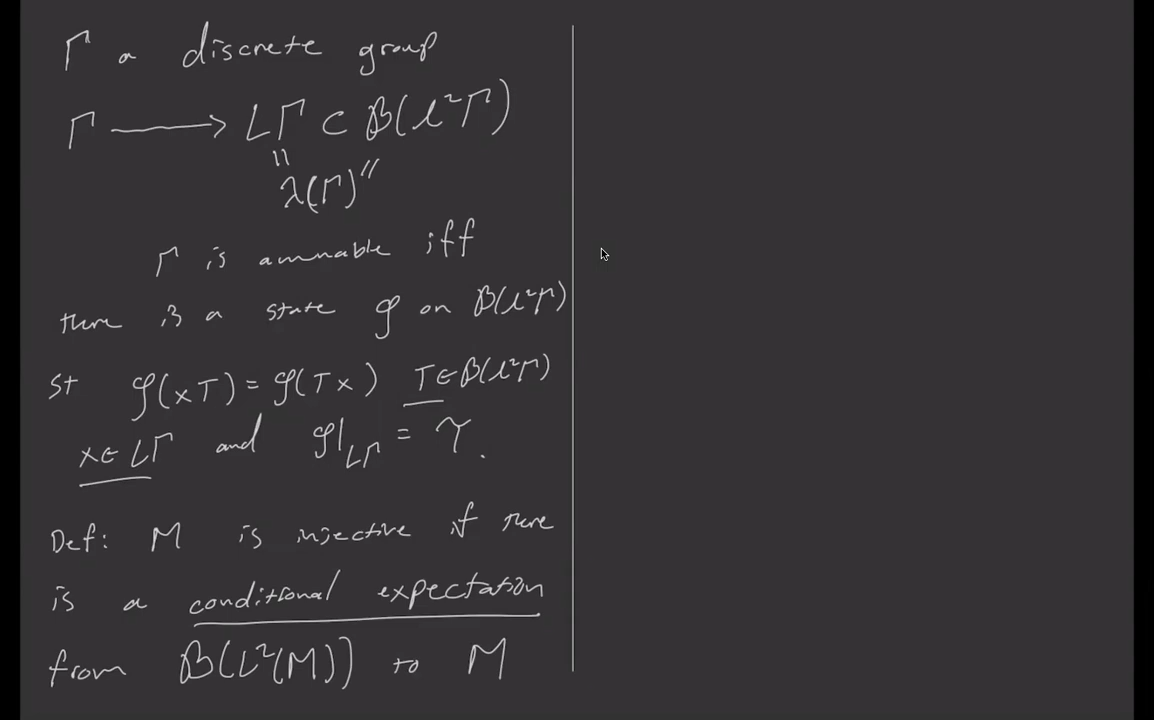 Γ a discrete group
Γ ⟶ LΓ ⊂ B(ℓ²Γ)
||
λ(Γ)″
Γ is amenable iff
there is a state φ on B(ℓ²Γ)
st φ(xT) = φ(Tx) T∈B(ℓ²Γ)
x∈LΓ and φ|_LΓ = τ.
Def: M is injective if there
is a conditional expectation
from B(L²(M)) to M